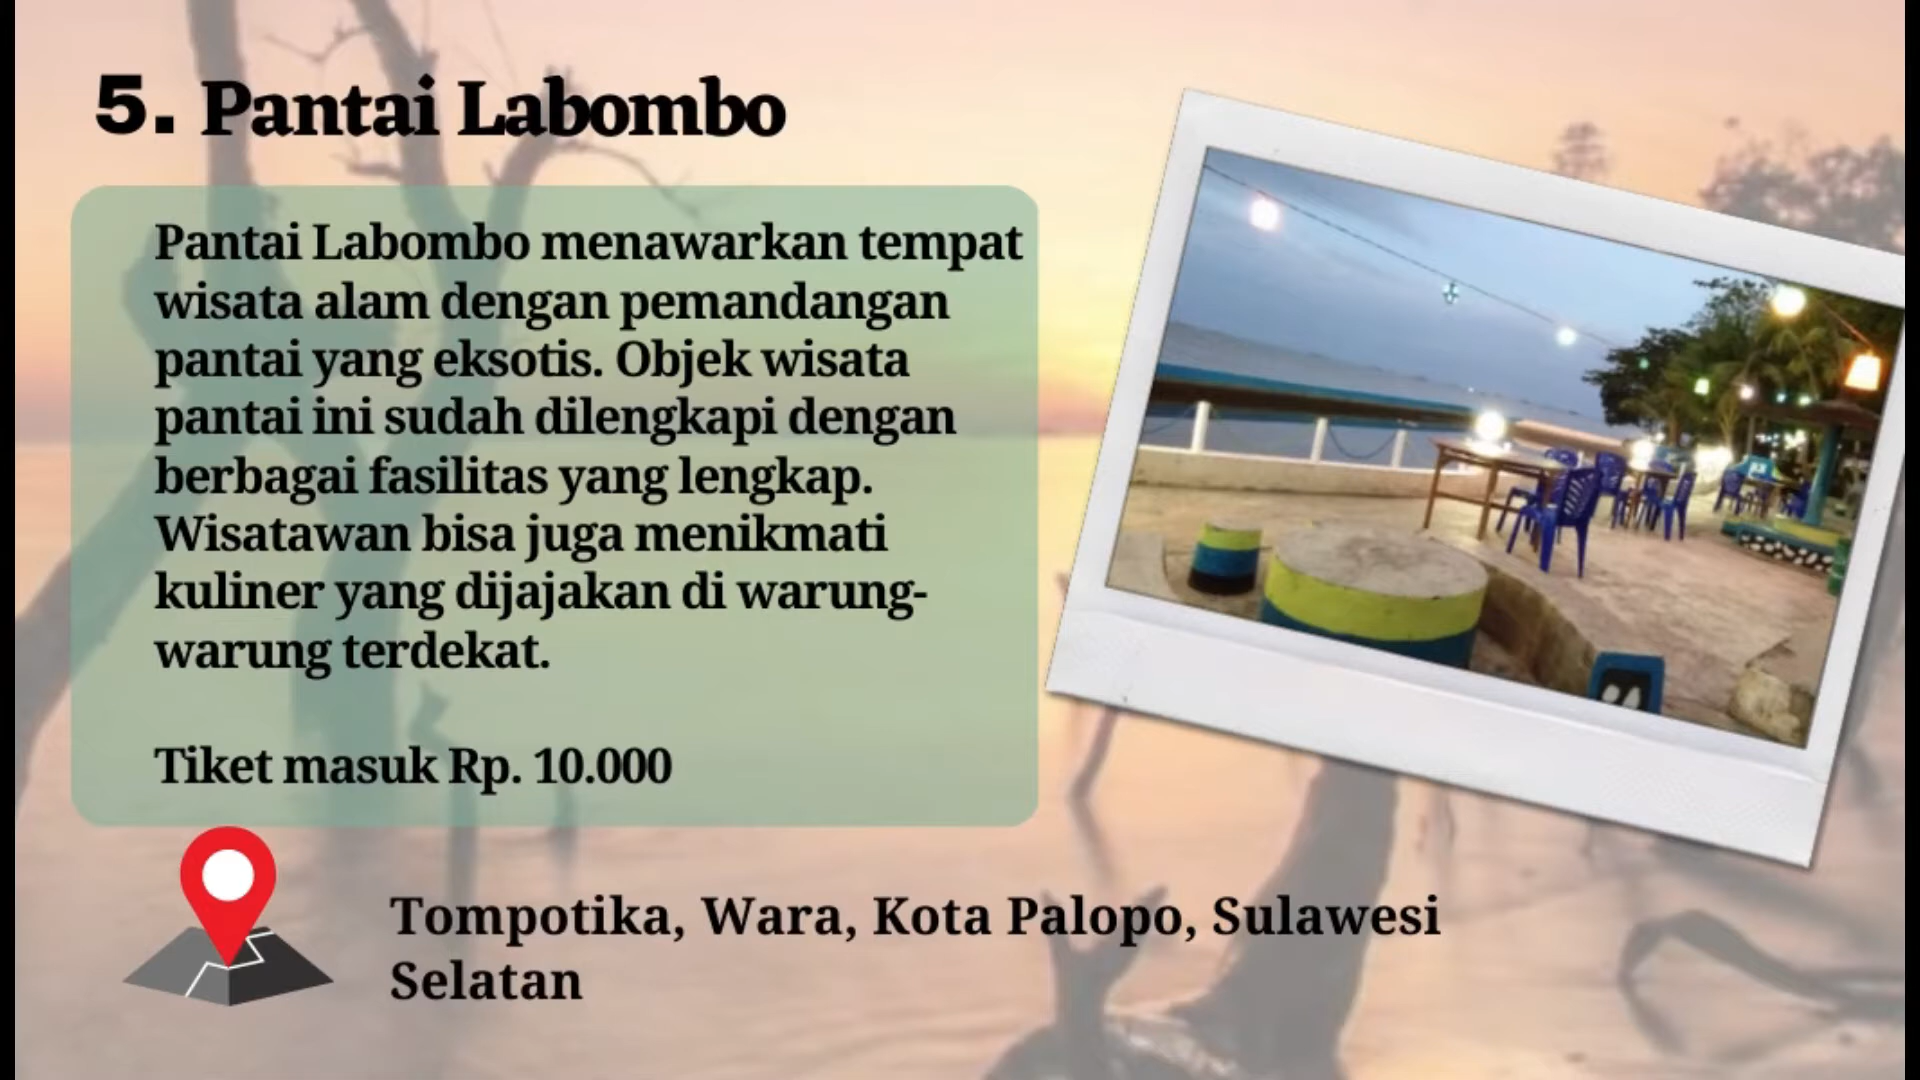 5. Pantai Labombo
Pantai Labombo menawarkan tempat
wisata alam dengan pemandangan
pantai yang eksotis. Objek wisata
pantai ini sudah dilengkapi dengan
berbagai fasilitas yang lengkap.
Wisatawan bisa juga menikmati
kuliner yang dijajakan di warung-
warung terdekat.
Tiket masuk Rp. 10.000
Tompotika, Wara, Kota Palopo, Sulawesi
Selatan